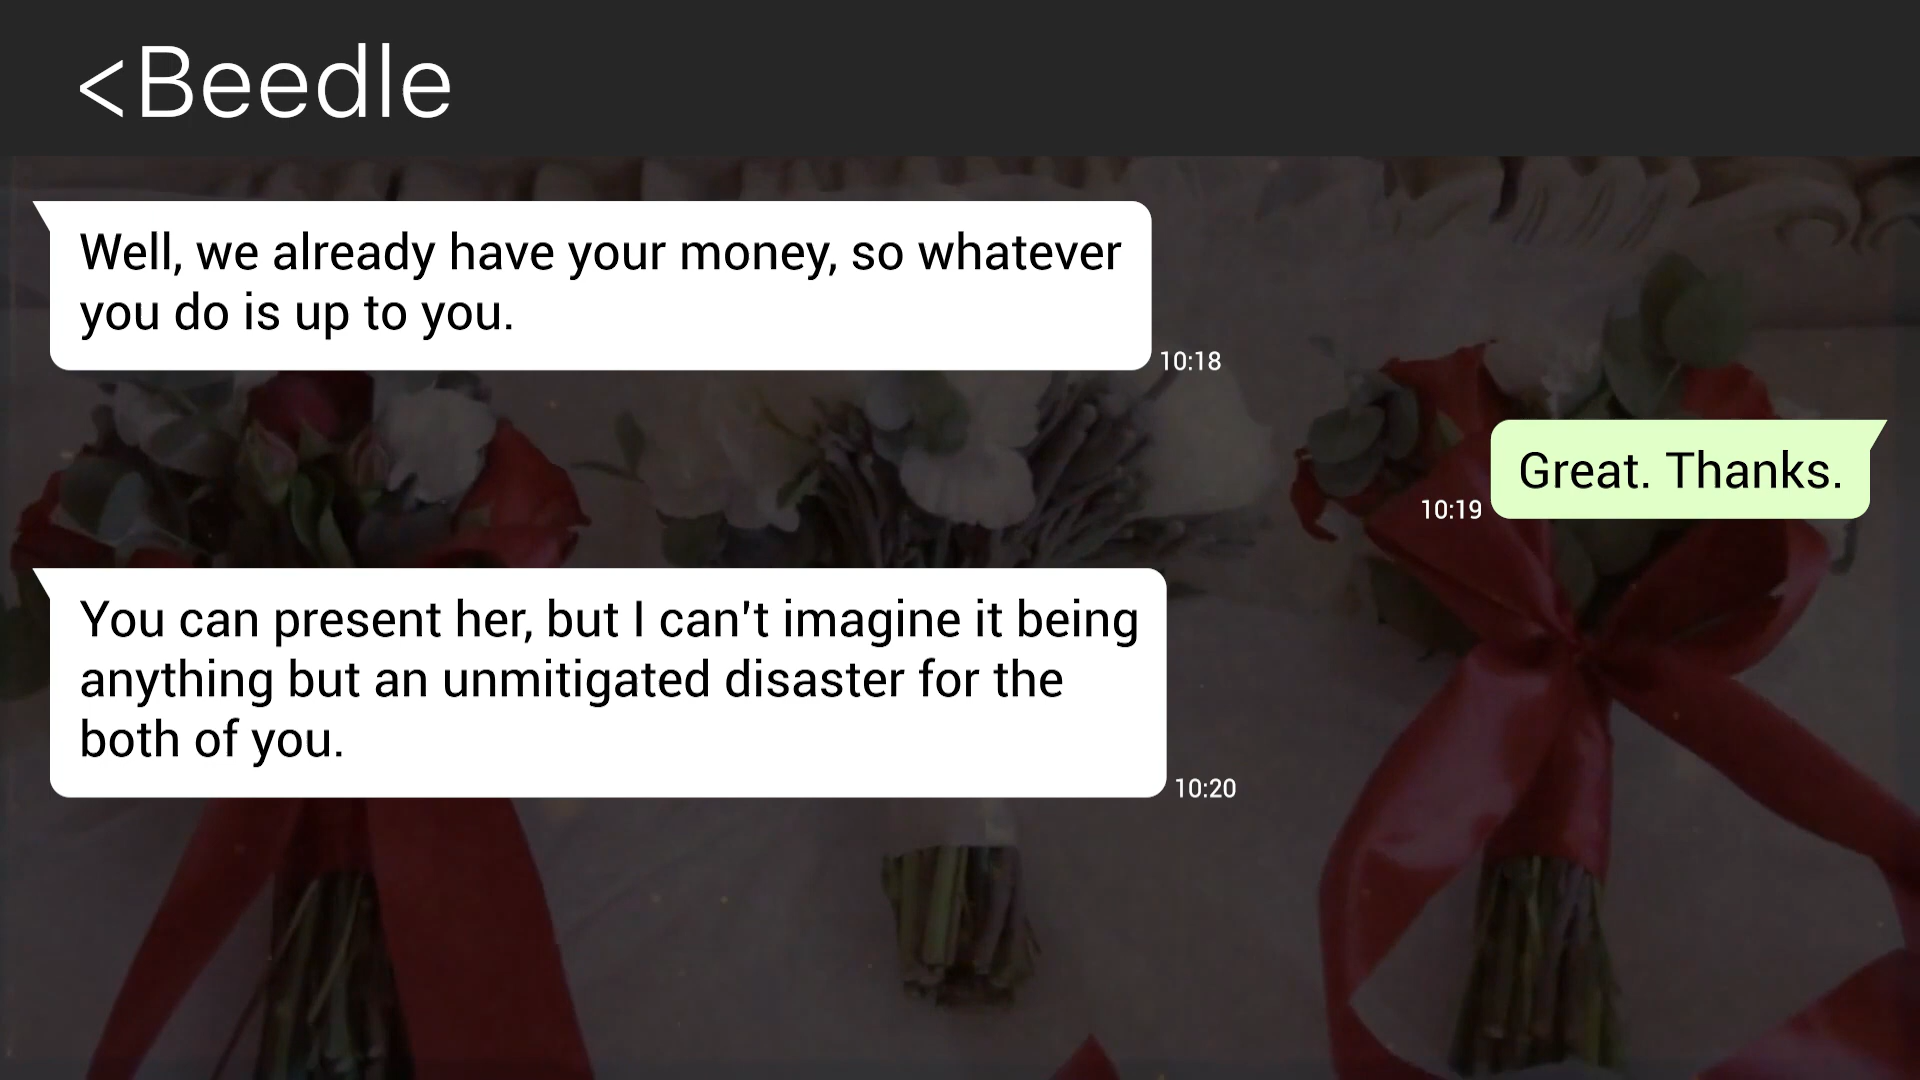 <Beedle
Well, we already have your money, so whatever
you do is up to you.
10:18
Great. Thanks.
10:19
You can present her, but I can't imagine it being
anything but an unmitigated disaster for the
both of you.
10:20